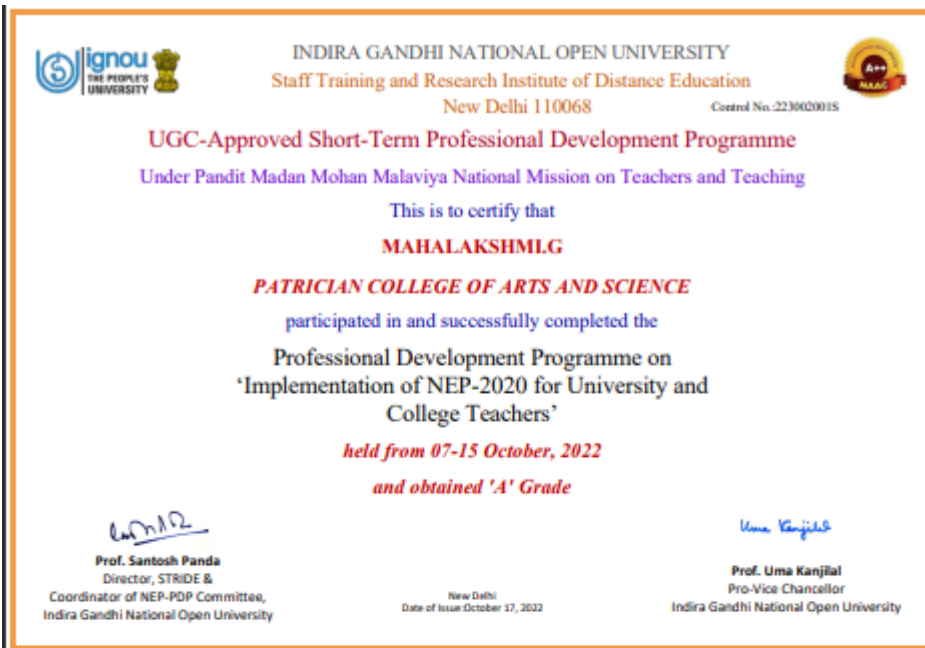 ignou
THE PEOPLE'S
UNIVERSITY
INDIRA GANDHI NATIONAL OPEN UNIVERSITY
Staff Training and Research Institute of Distance Education
New Delhi 110068
Control No.:223002001S
A++
NAAC
UGC-Approved Short-Term Professional Development Programme
Under Pandit Madan Mohan Malaviya National Mission on Teachers and Teaching
This is to certify that
MAHALAKSHMI.G
PATRICIAN COLLEGE OF ARTS AND SCIENCE
participated in and successfully completed the
Professional Development Programme on
‘Implementation of NEP-2020 for University and
College Teachers’
held from 07-15 October, 2022
and obtained 'A' Grade
Uma Kanjilal
Prof. Santosh Panda
Director, STRIDE &
Coordinator of NEP-PDP Committee,
Indira Gandhi National Open University
New Delhi
Date of Issue:October 17, 2022
Prof. Uma Kanjilal
Pro-Vice Chancellor
Indira Gandhi National Open University